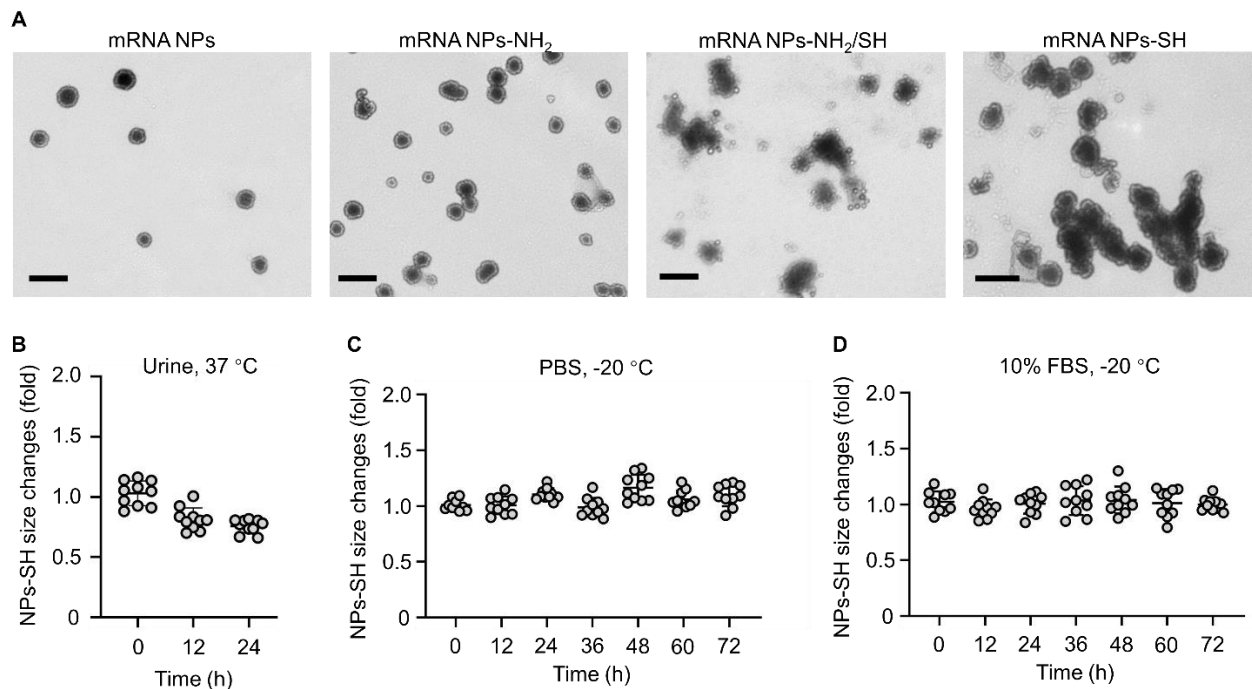 A
mRNA NPs
mRNA NPs-NH₂
mRNA NPs-NH₂/SH
mRNA NPs-SH
B
Urine, 37 °C
NPs-SH size changes (fold)
2.0
1.5
1.0
0.5
0
0 12 24
Time (h)
C
PBS, -20 °C
NPs-SH size changes (fold)
2.0
1.5
1.0
0.5
0
0 12 24 36 48 60 72
Time (h)
D
10% FBS, -20 °C
NPs-SH size changes (fold)
2.0
1.5
1.0
0.5
0
0 12 24 36 48 60 72
Time (h)